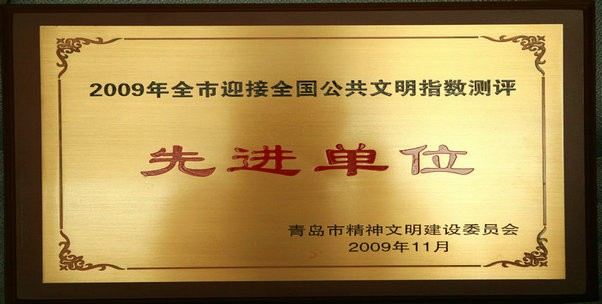 2009年全市迎接全国公共文明指数测评
先进单位
青岛市精神文明建设委员会
2009年11月